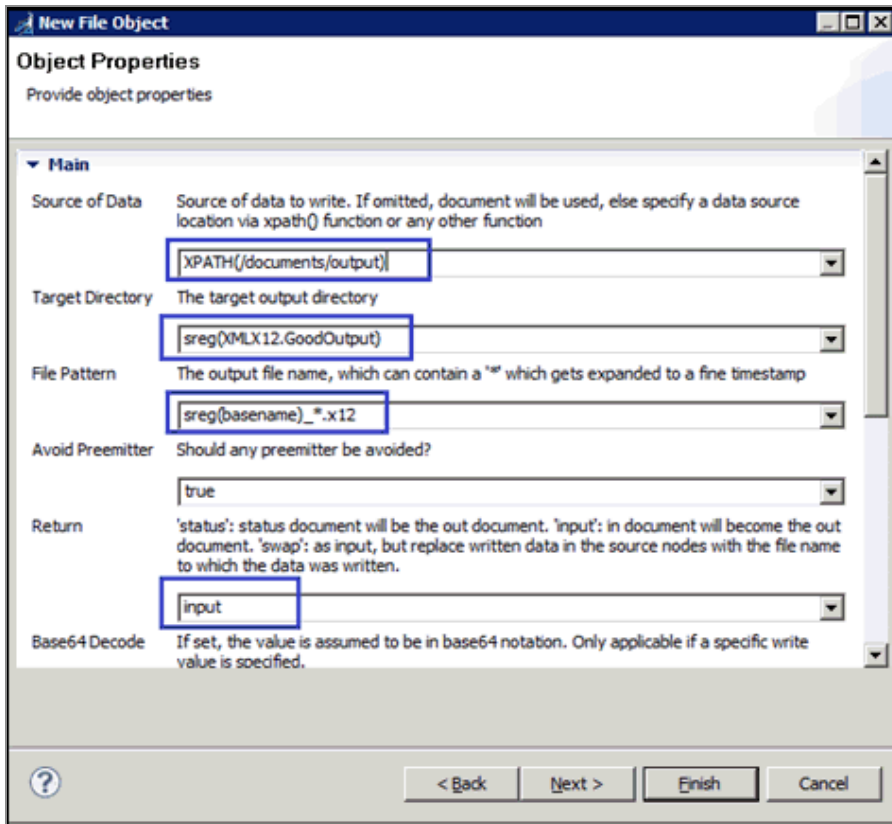 New File Object
Object Properties
Provide object properties
Main
Source of Data
Source of data to write. If omitted, document will be used, else specify a data source
location via xpath() function or any other function
XPATH(/documents/output)
Target Directory
The target output directory
sreg(XMLX12.GoodOutput)
File Pattern
The output file name, which can contain a '*' which gets expanded to a fine timestamp
sreg(basename)_*.x12
Avoid Preemitter
Should any preemitter be avoided?
true
Return
'status': status document will be the out document. 'input': in document will become the out
document. 'swap': as input, but replace written data in the source nodes with the file name
to which the data was written.
input
Base64 Decode
If set, the value is assumed to be in base64 notation. Only applicable if a specific write
value is specified.
?
< Back
Next >
Finish
Cancel